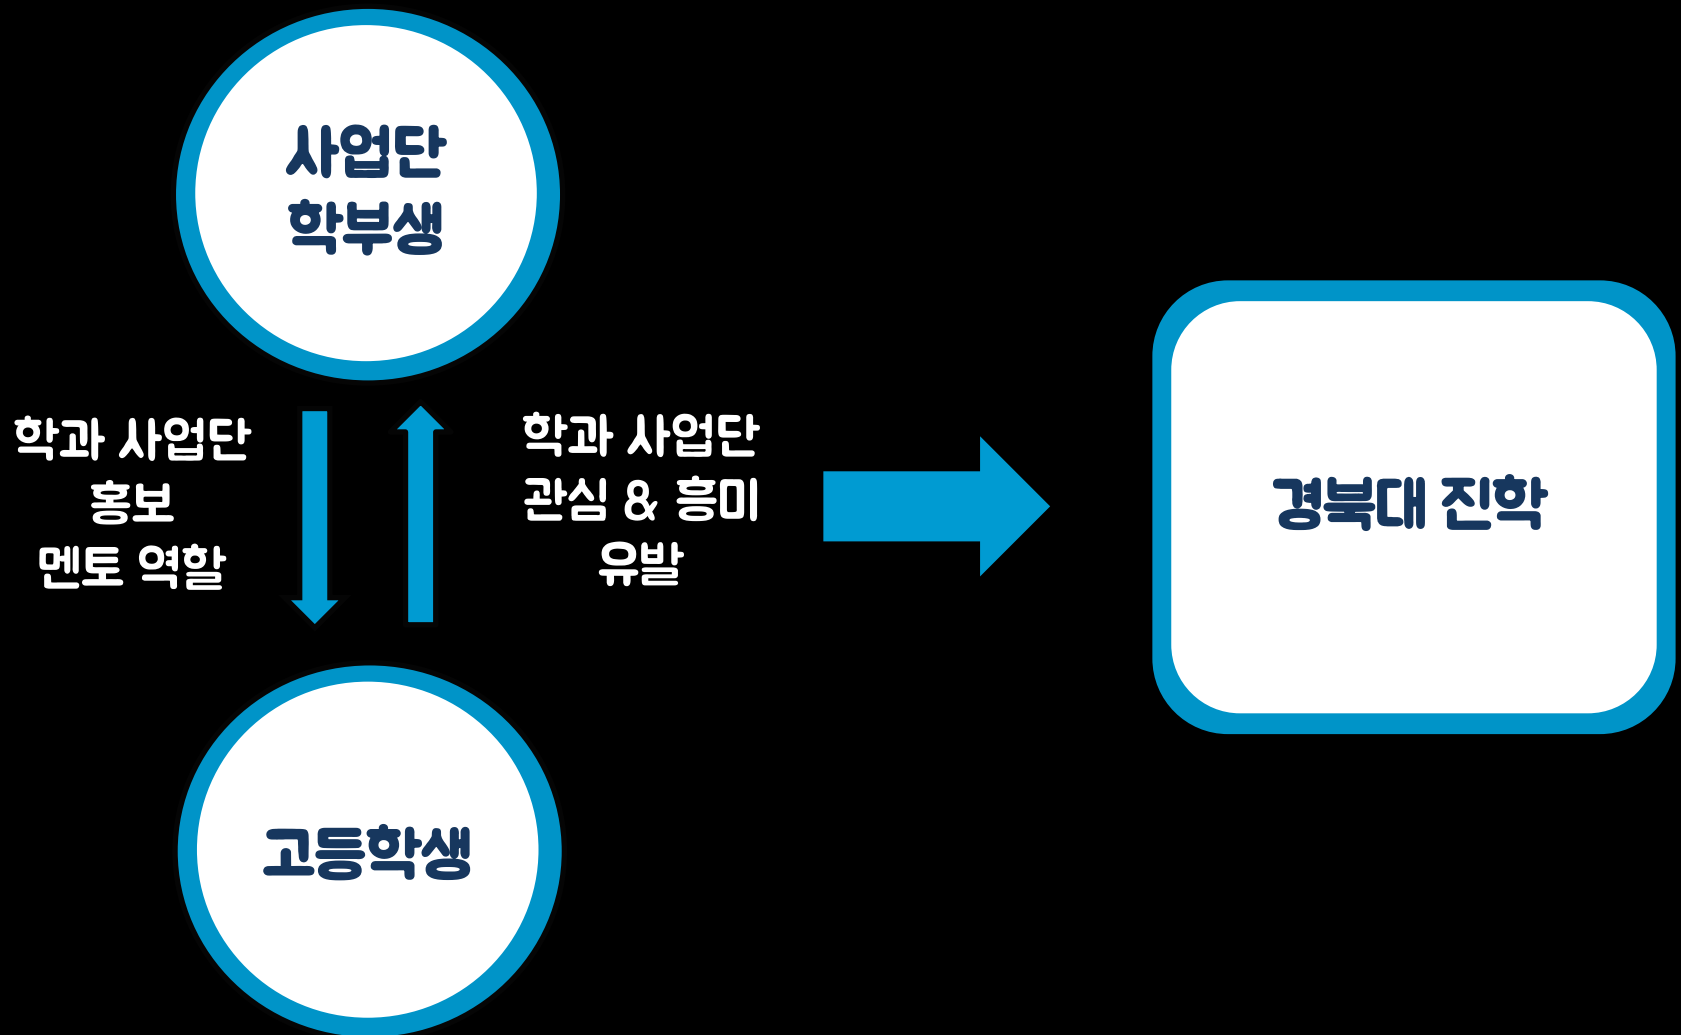 사업단
학부생
학과 사업단
홍보
멘토 역할
학과 사업단
관심 & 흥미
유발
경북대 진학
고등학생